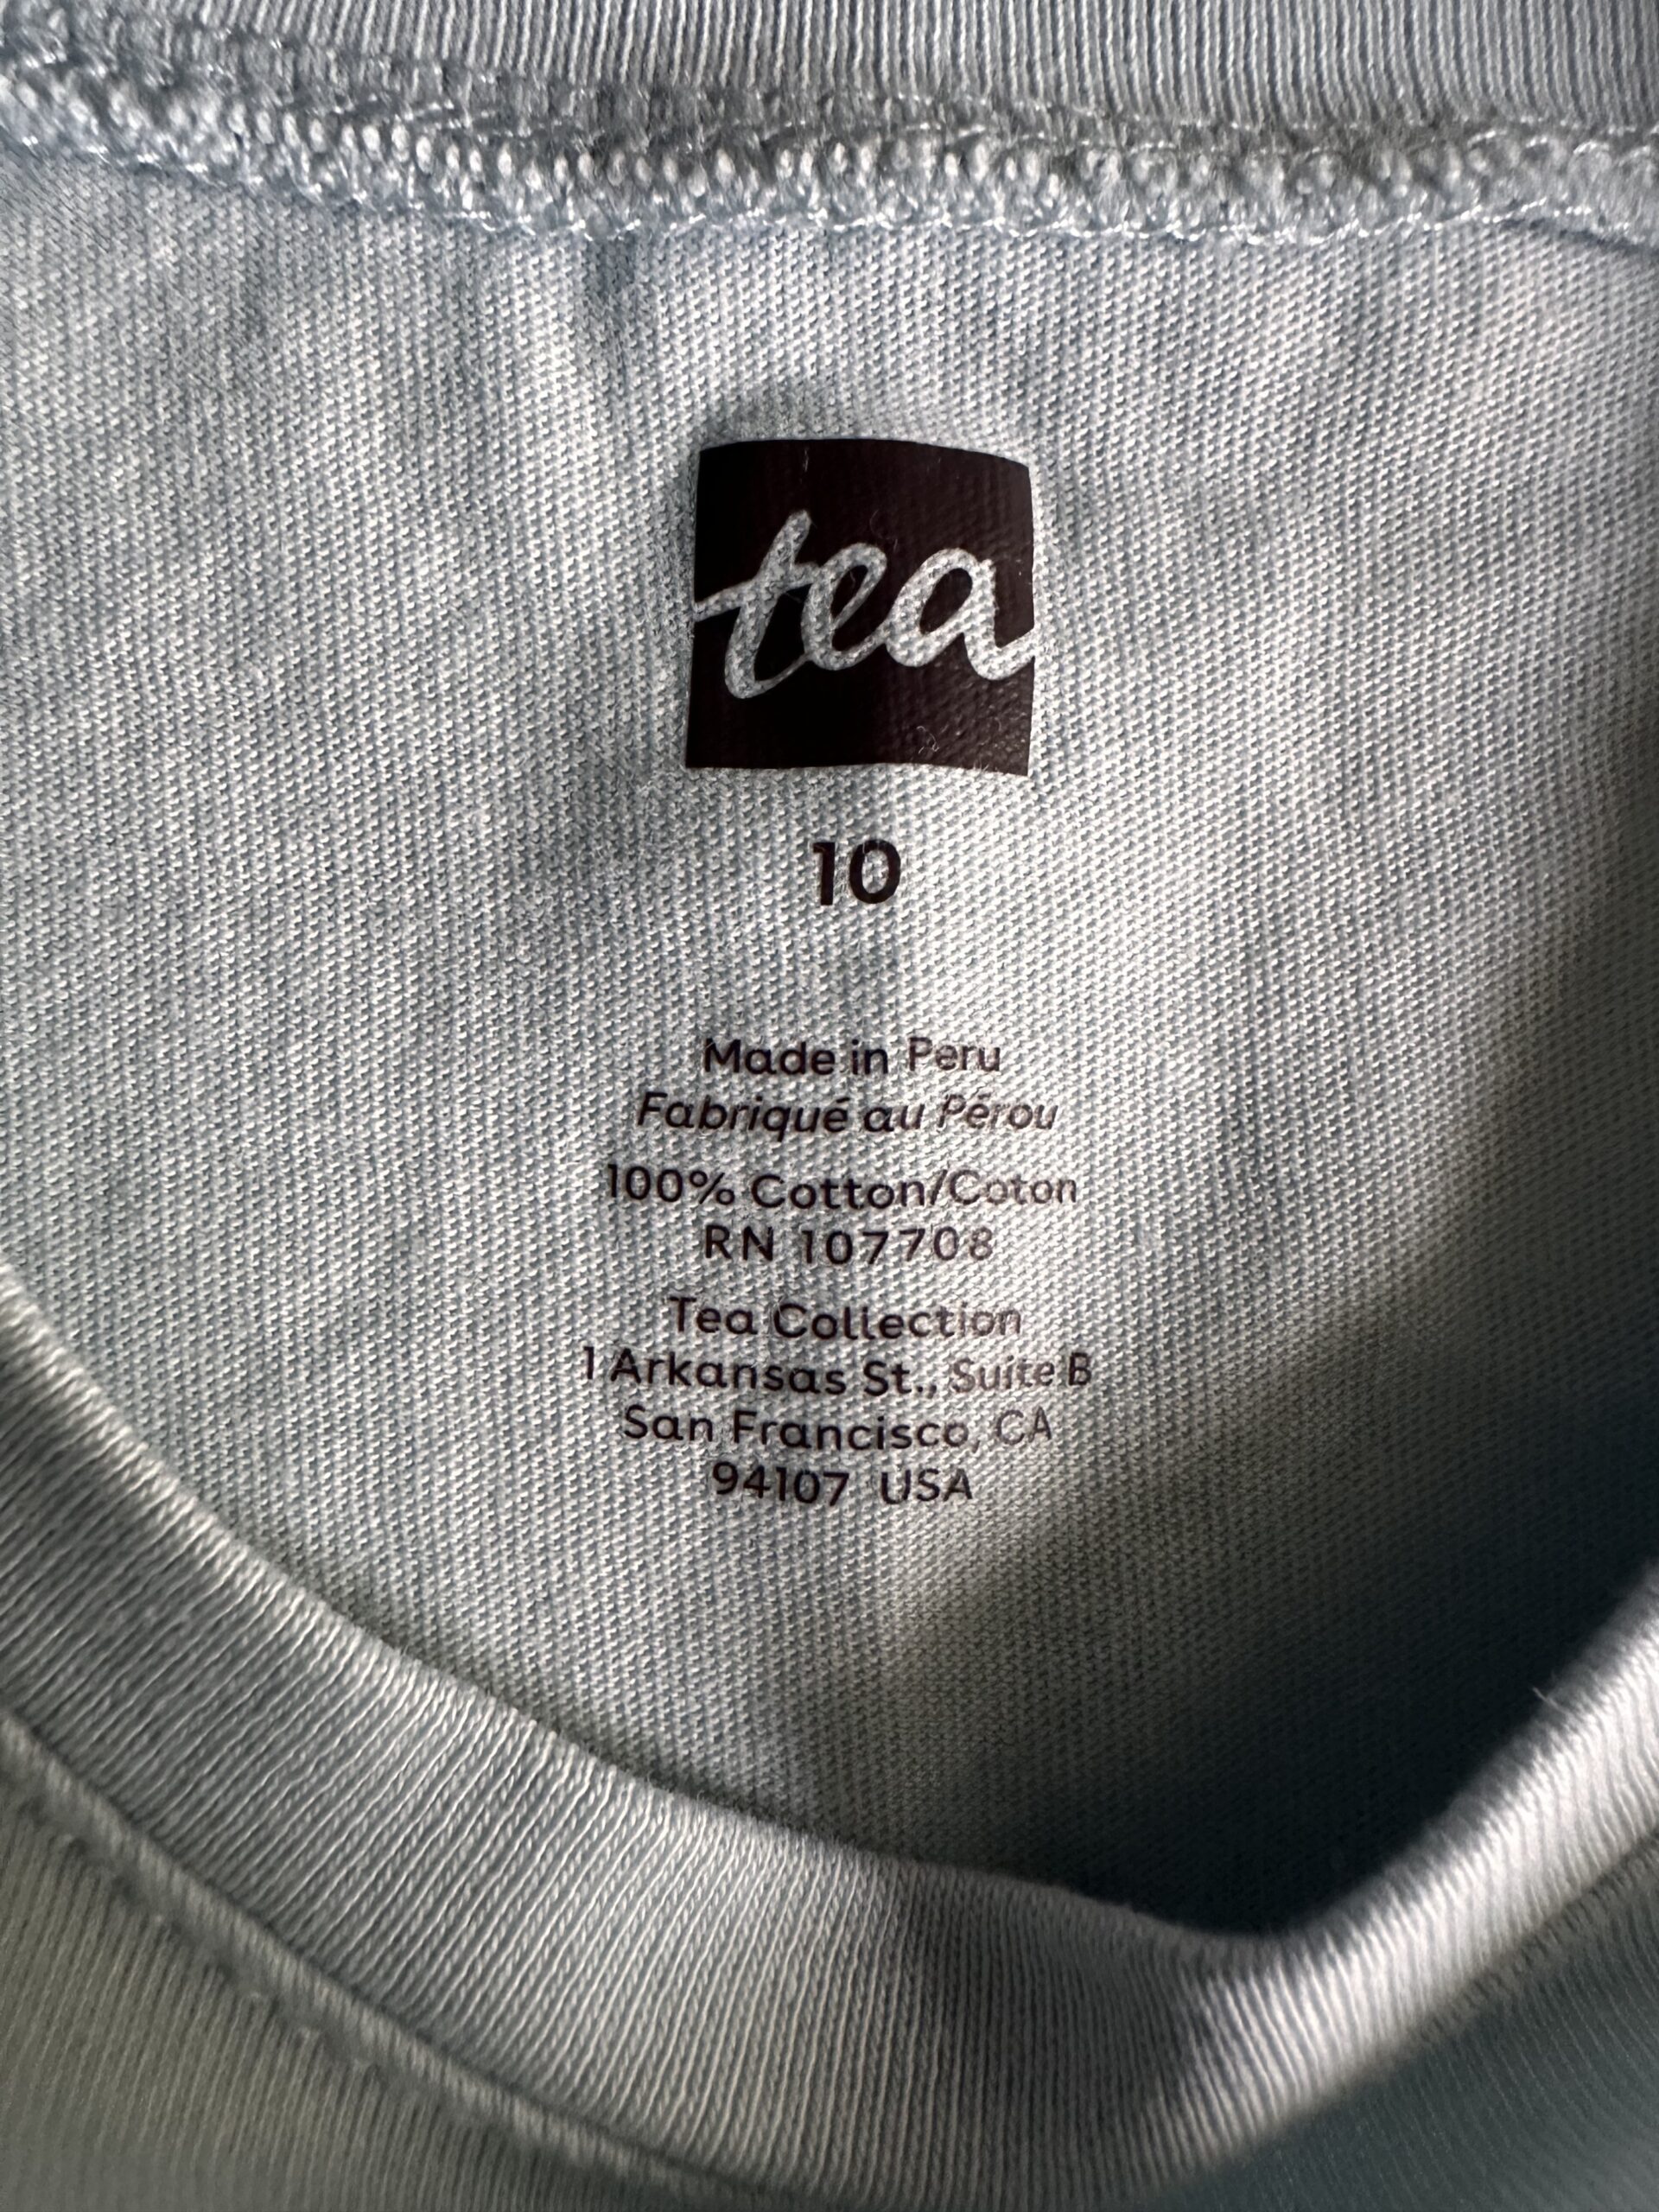 tea
10
Made in Peru
Fabriqué au Pérou
100% Cotton/Coton
RN 107708
Tea Collection
1 Arkansas St., Suite B
San Francisco, CA
94107 USA